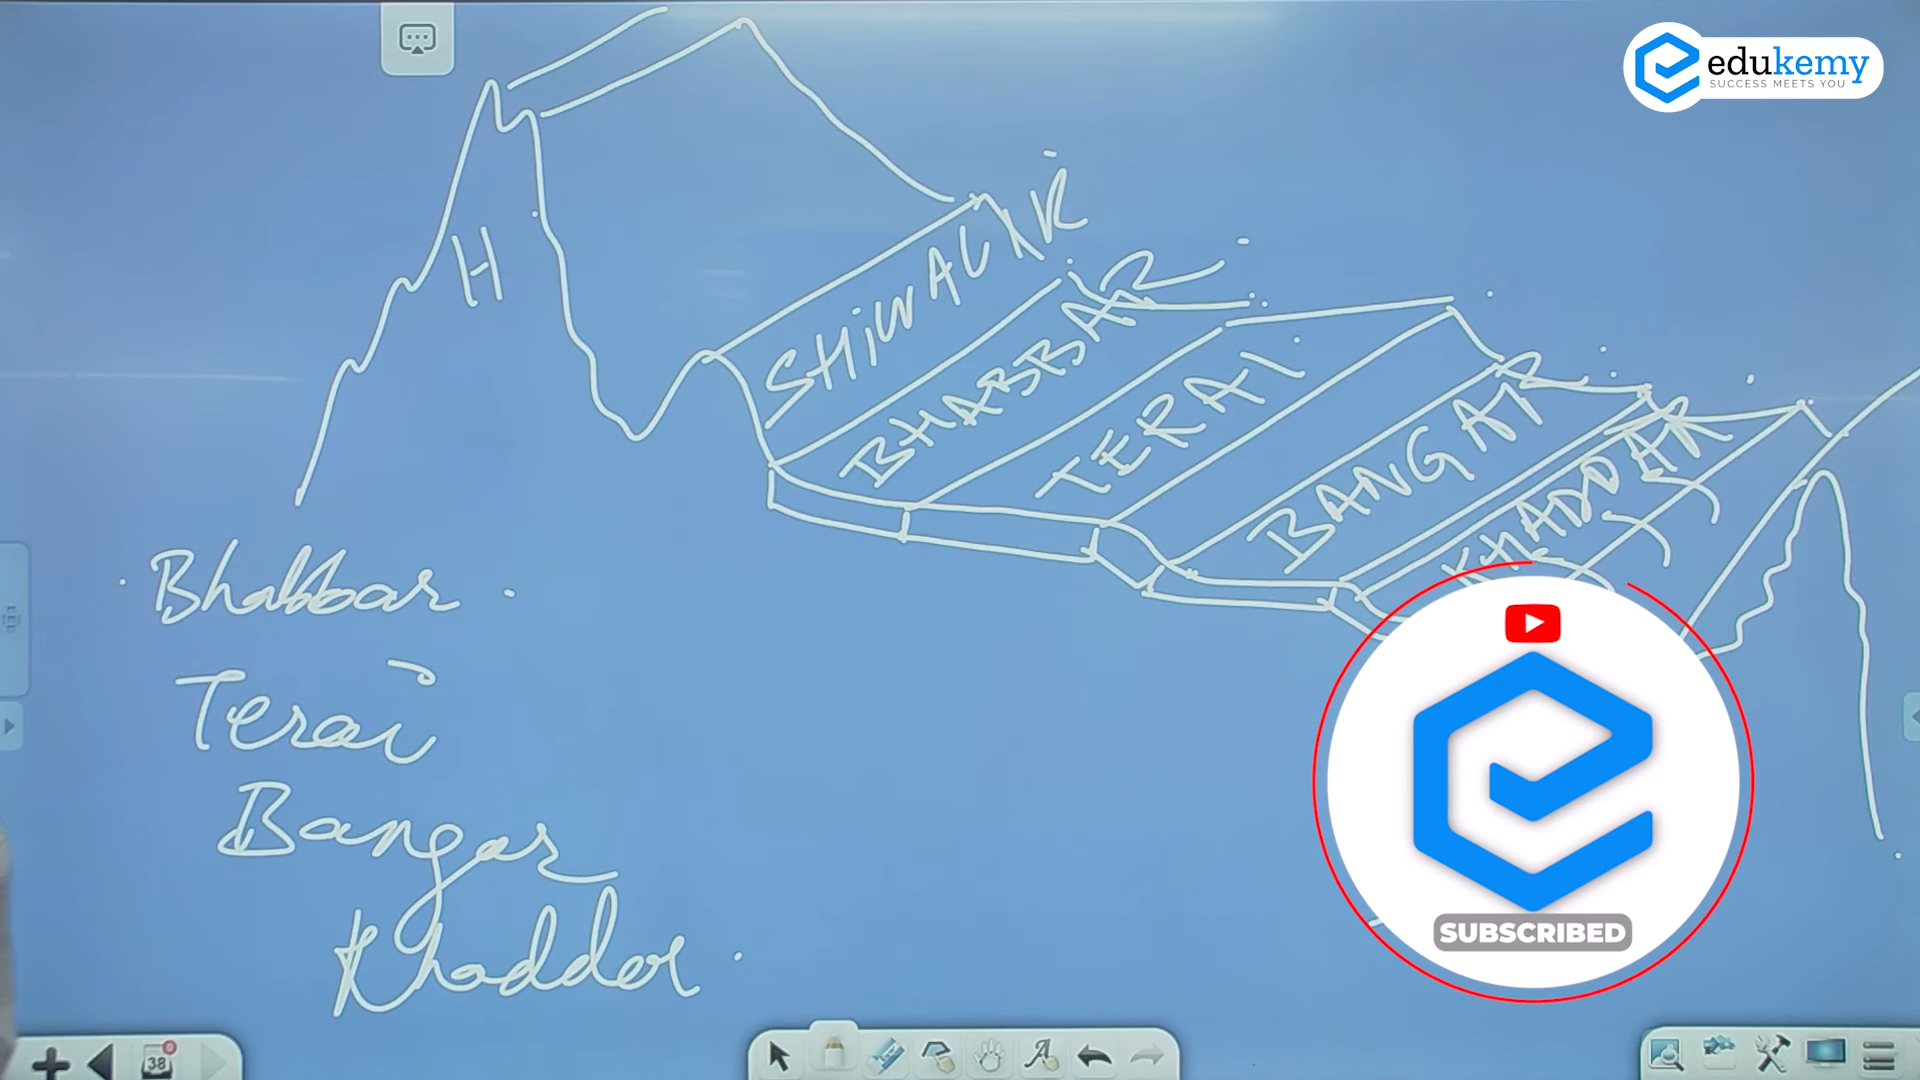 edukemy
SUCCESS MEETS YOU
H
SHIWALIK
BHABBAR
TERAI
BANGAR
KHADDAR
Bhabbar
Terai
Bangar
Khaddar
SUBSCRIBED
38